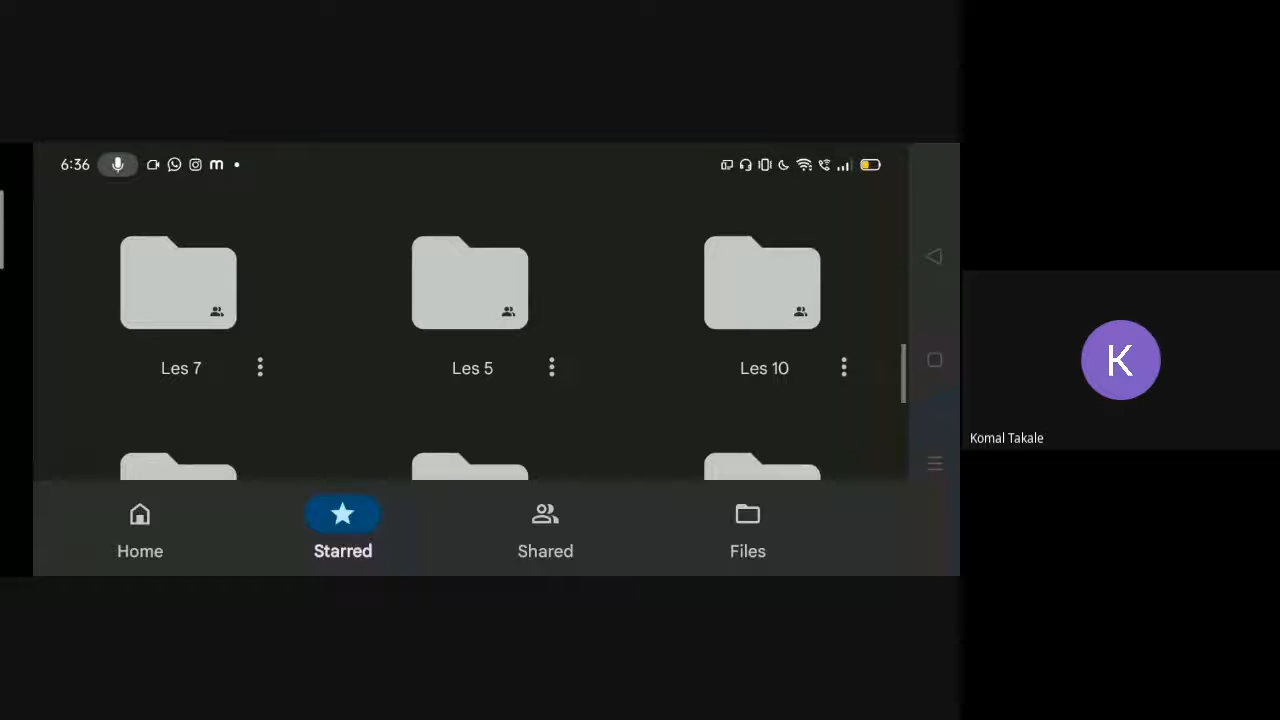 6:36
Les 7
Les 5
Les 10
Home
Starred
Shared
Files
K
Komal Takale